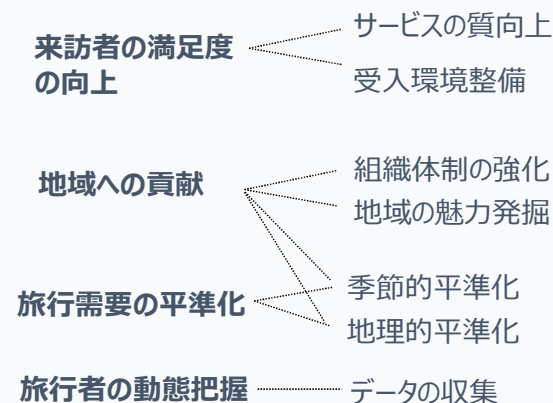 サービスの質向上
来訪者の満足度
の向上
受入環境整備
地域への貢献
組織体制の強化
地域の魅力発掘
旅行需要の平準化
季節的平準化
地理的平準化
旅行者の動態把握
データの収集